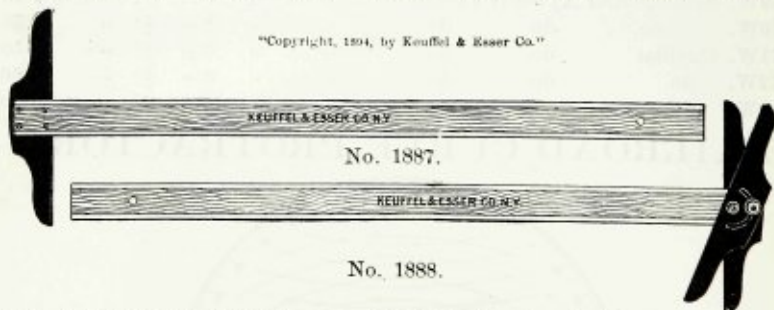 "Copyright, 1894, by Keuffel & Esser Co."
KEUFFEL & ESSER CO. N.Y.
No. 1887.
KEUFFEL & ESSER CO. N.Y.
No. 1888.